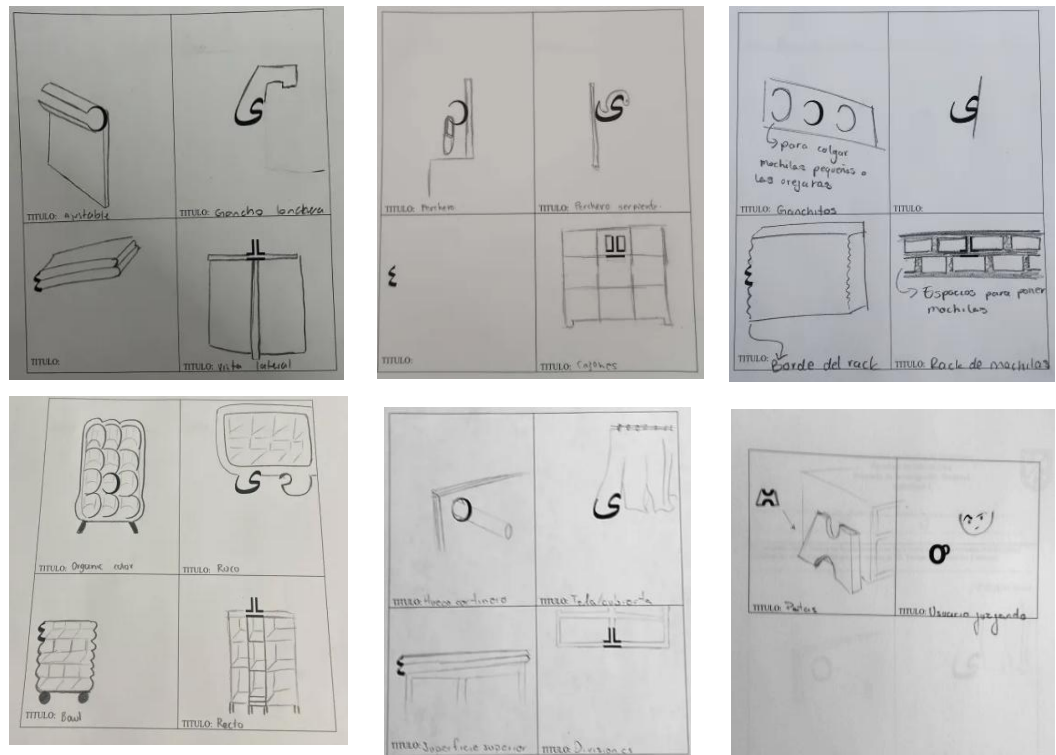 TITULO: ajustable
TITULO: Gancho lonchera
TITULO:
TITULO: vista lateral
TITULO: Perchero
TITULO: Perchero serpiente.
TITULO:
TITULO: Cajones
para colgar
mochilas pequeñas o
las orejeras
TITULO: Ganchitos
TITULO:
TITULO: Borde del rack
Espacios para poner
mochilas
TITULO: Rack de mochilas
TITULO: Organic
TITULO: Raco
TITULO: Baul
TITULO: Recto
TITULO: Hueco cortinero
TITULO: Tela/cubierta
TITULO: Superficie superior
TITULO: Divisiones
TITULO: Patas
TITULO: Usuario juzgando